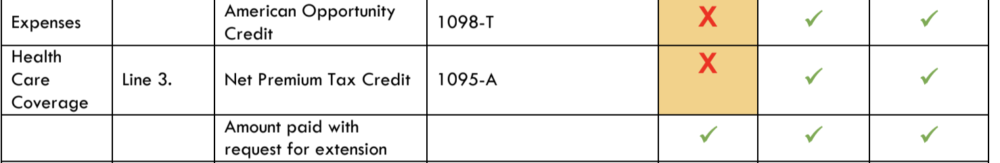 Expenses
American Opportunity
Credit
1098-T
X
✓
✓
Health
Care
Coverage
Line 3.
Net Premium Tax Credit
1095-A
X
✓
✓
Amount paid with
request for extension
✓
✓
✓